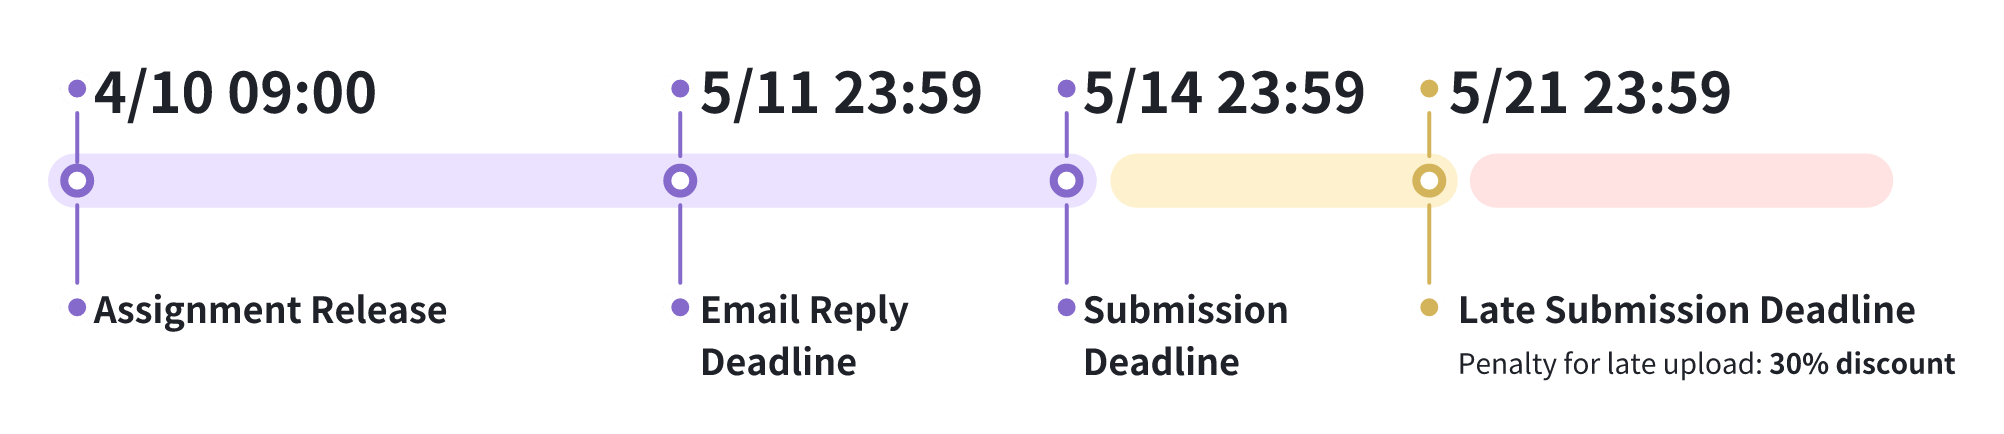 4/10 09:00
5/11 23:59
5/14 23:59
5/21 23:59
Assignment Release
Email Reply
Deadline
Submission
Deadline
Late Submission Deadline
Penalty for late upload: 30% discount